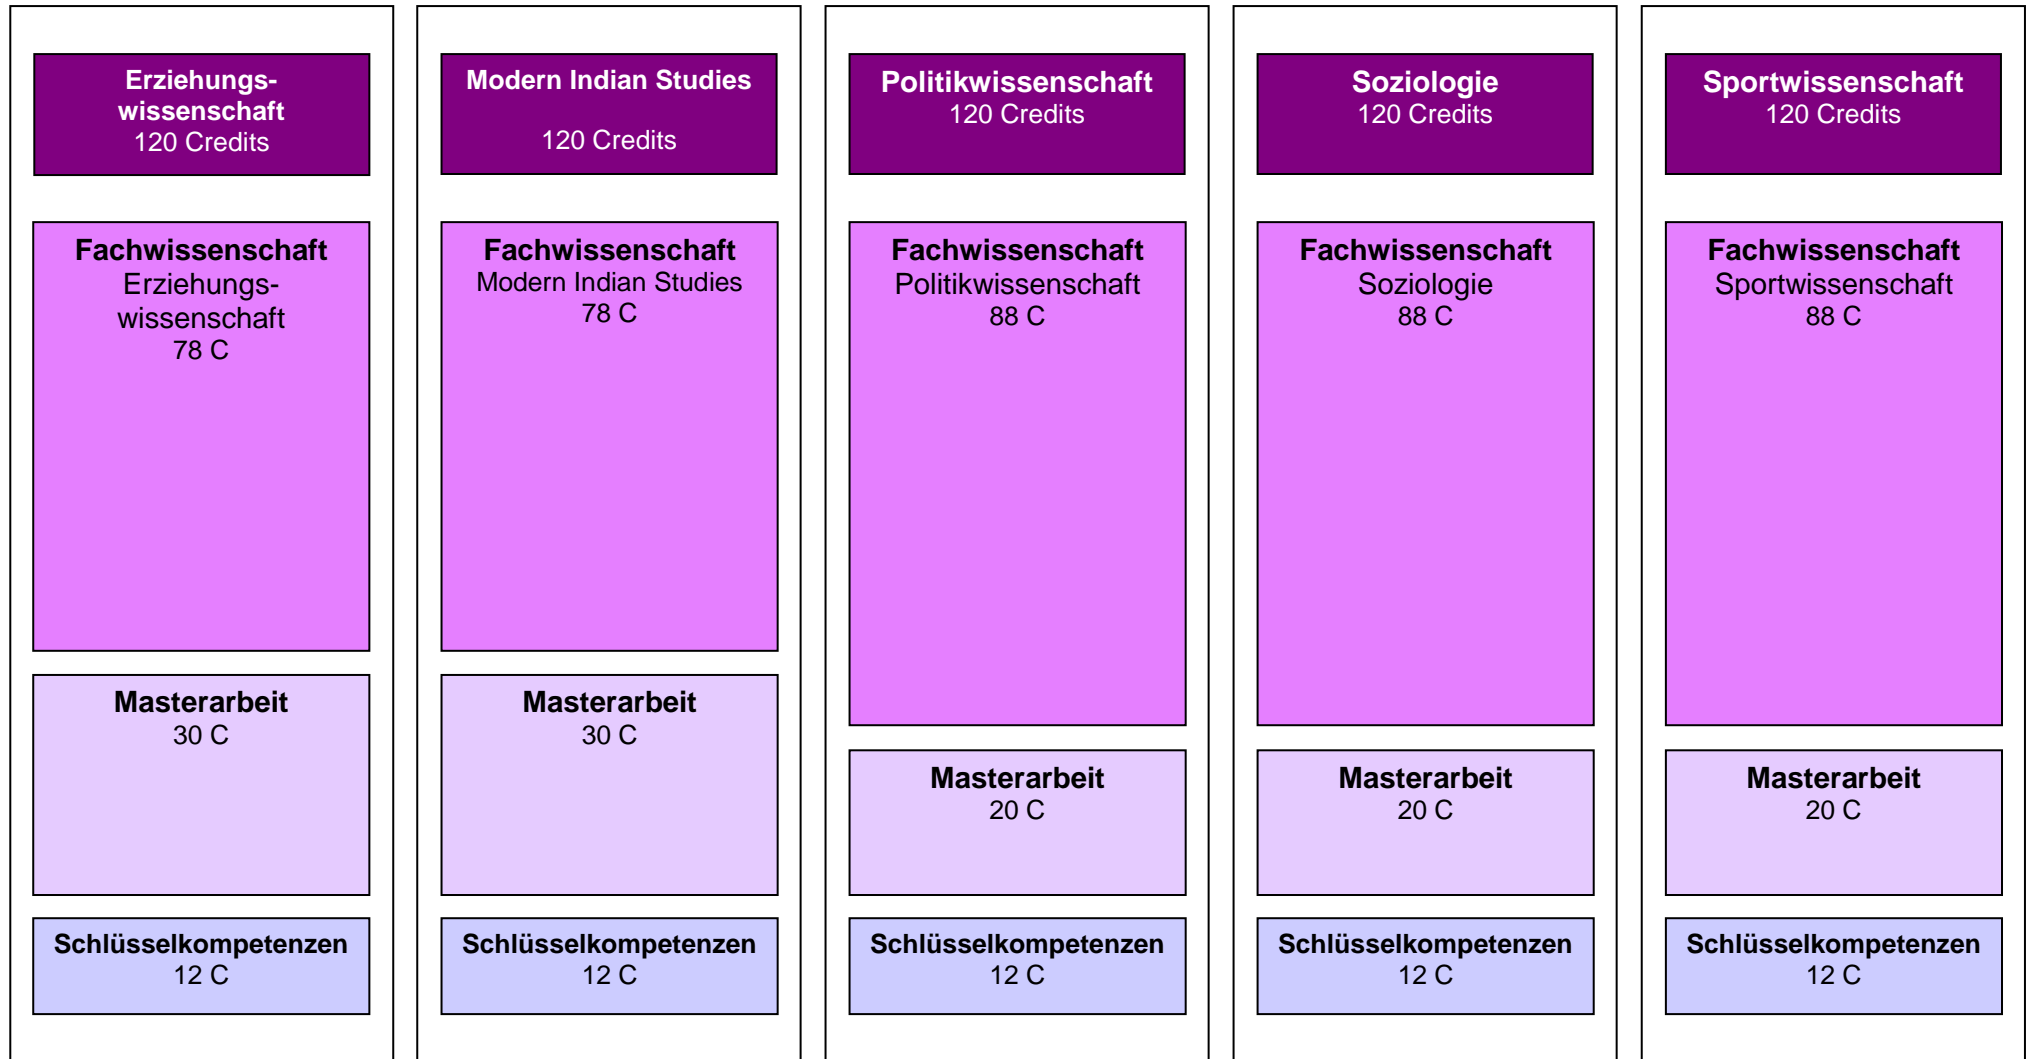 Erziehungs-
wissenschaft
120 Credits
Fachwissenschaft
Erziehungs-
wissenschaft
78 C
Masterarbeit
30 C
Schlüsselkompetenzen
12 C
Modern Indian Studies
120 Credits
Fachwissenschaft
Modern Indian Studies
78 C
Masterarbeit
30 C
Schlüsselkompetenzen
12 C
Politikwissenschaft
120 Credits
Fachwissenschaft
Politikwissenschaft
88 C
Masterarbeit
20 C
Schlüsselkompetenzen
12 C
Soziologie
120 Credits
Fachwissenschaft
Soziologie
88 C
Masterarbeit
20 C
Schlüsselkompetenzen
12 C
Sportwissenschaft
120 Credits
Fachwissenschaft
Sportwissenschaft
88 C
Masterarbeit
20 C
Schlüsselkompetenzen
12 C